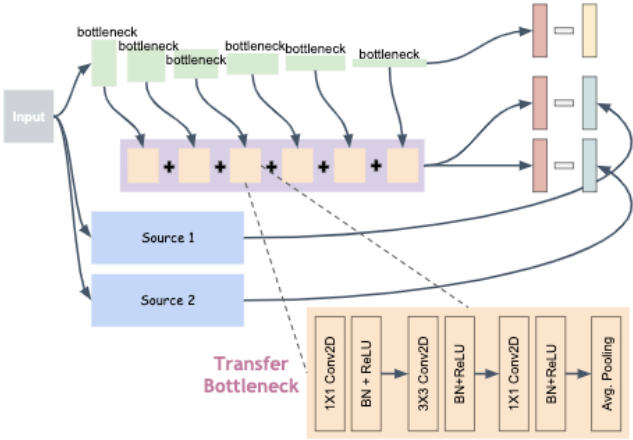 bottleneck
bottleneck
bottleneck
bottleneck
bottleneck
bottleneck
Input
+ + + + +
Source 1
Source 2
Transfer
Bottleneck
1X1 Conv2D
BN + ReLU
3X3 Conv2D
BN+ReLU
1X1 Conv2D
BN+ReLU
Avg. Pooling